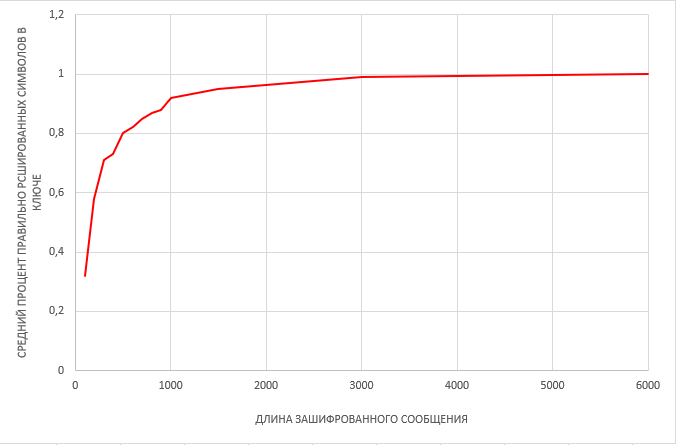 СРЕДНИЙ ПРОЦЕНТ ПРАВИЛЬНО РСШИРОВАННЫХ СИМВОЛОВ В
КЛЮЧЕ
1,2
1
0,8
0,6
0,4
0,2
0
0 1000 2000 3000 4000 5000 6000
ДЛИНА ЗАШИФРОВАННОГО СООБЩЕНИЯ